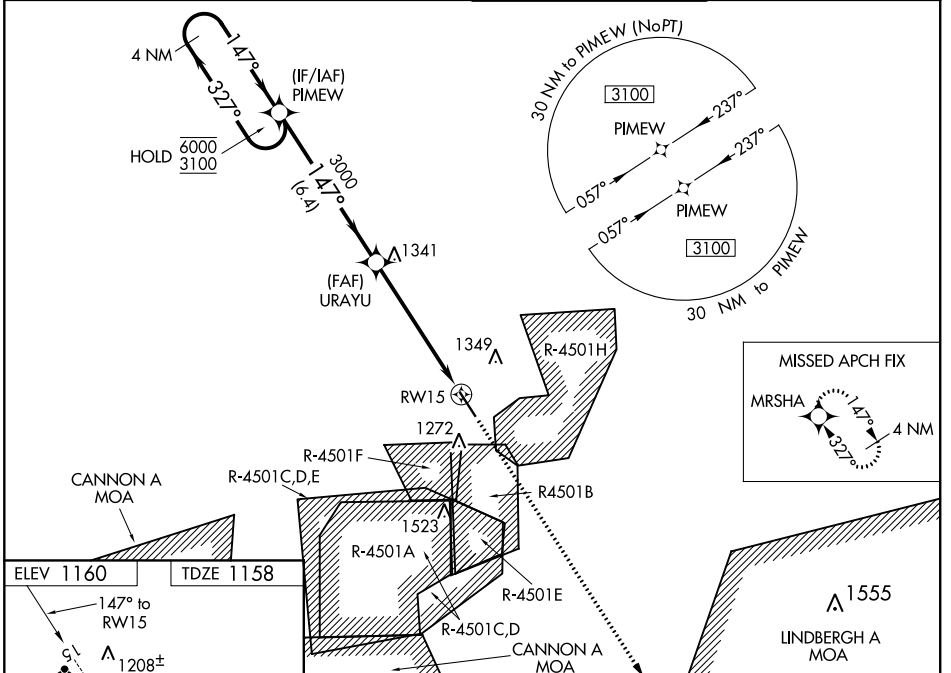 4 NM
147°
327°
(IF/IAF)
PIMEW
HOLD 6000
3100
3000
147°
(6.4)
(FAF)
URAYU
1341
30 NM to PIMEW (NoPT)
3100
PIMEW
237°
057°
237°
PIMEW
057°
3100
30 NM to PIMEW
1349
R-4501H
RW15
1272
R-4501F
R-4501C,D,E
R4501B
CANNON A
MOA
1523
R-4501A
R-4501E
R-4501C,D
CANNON A
MOA
MISSED APCH FIX
MRSHA
147°
4 NM
327°
1555
LINDBERGH A
MOA
ELEV 1160
TDZE 1158
147° to
RW15
15
1208±